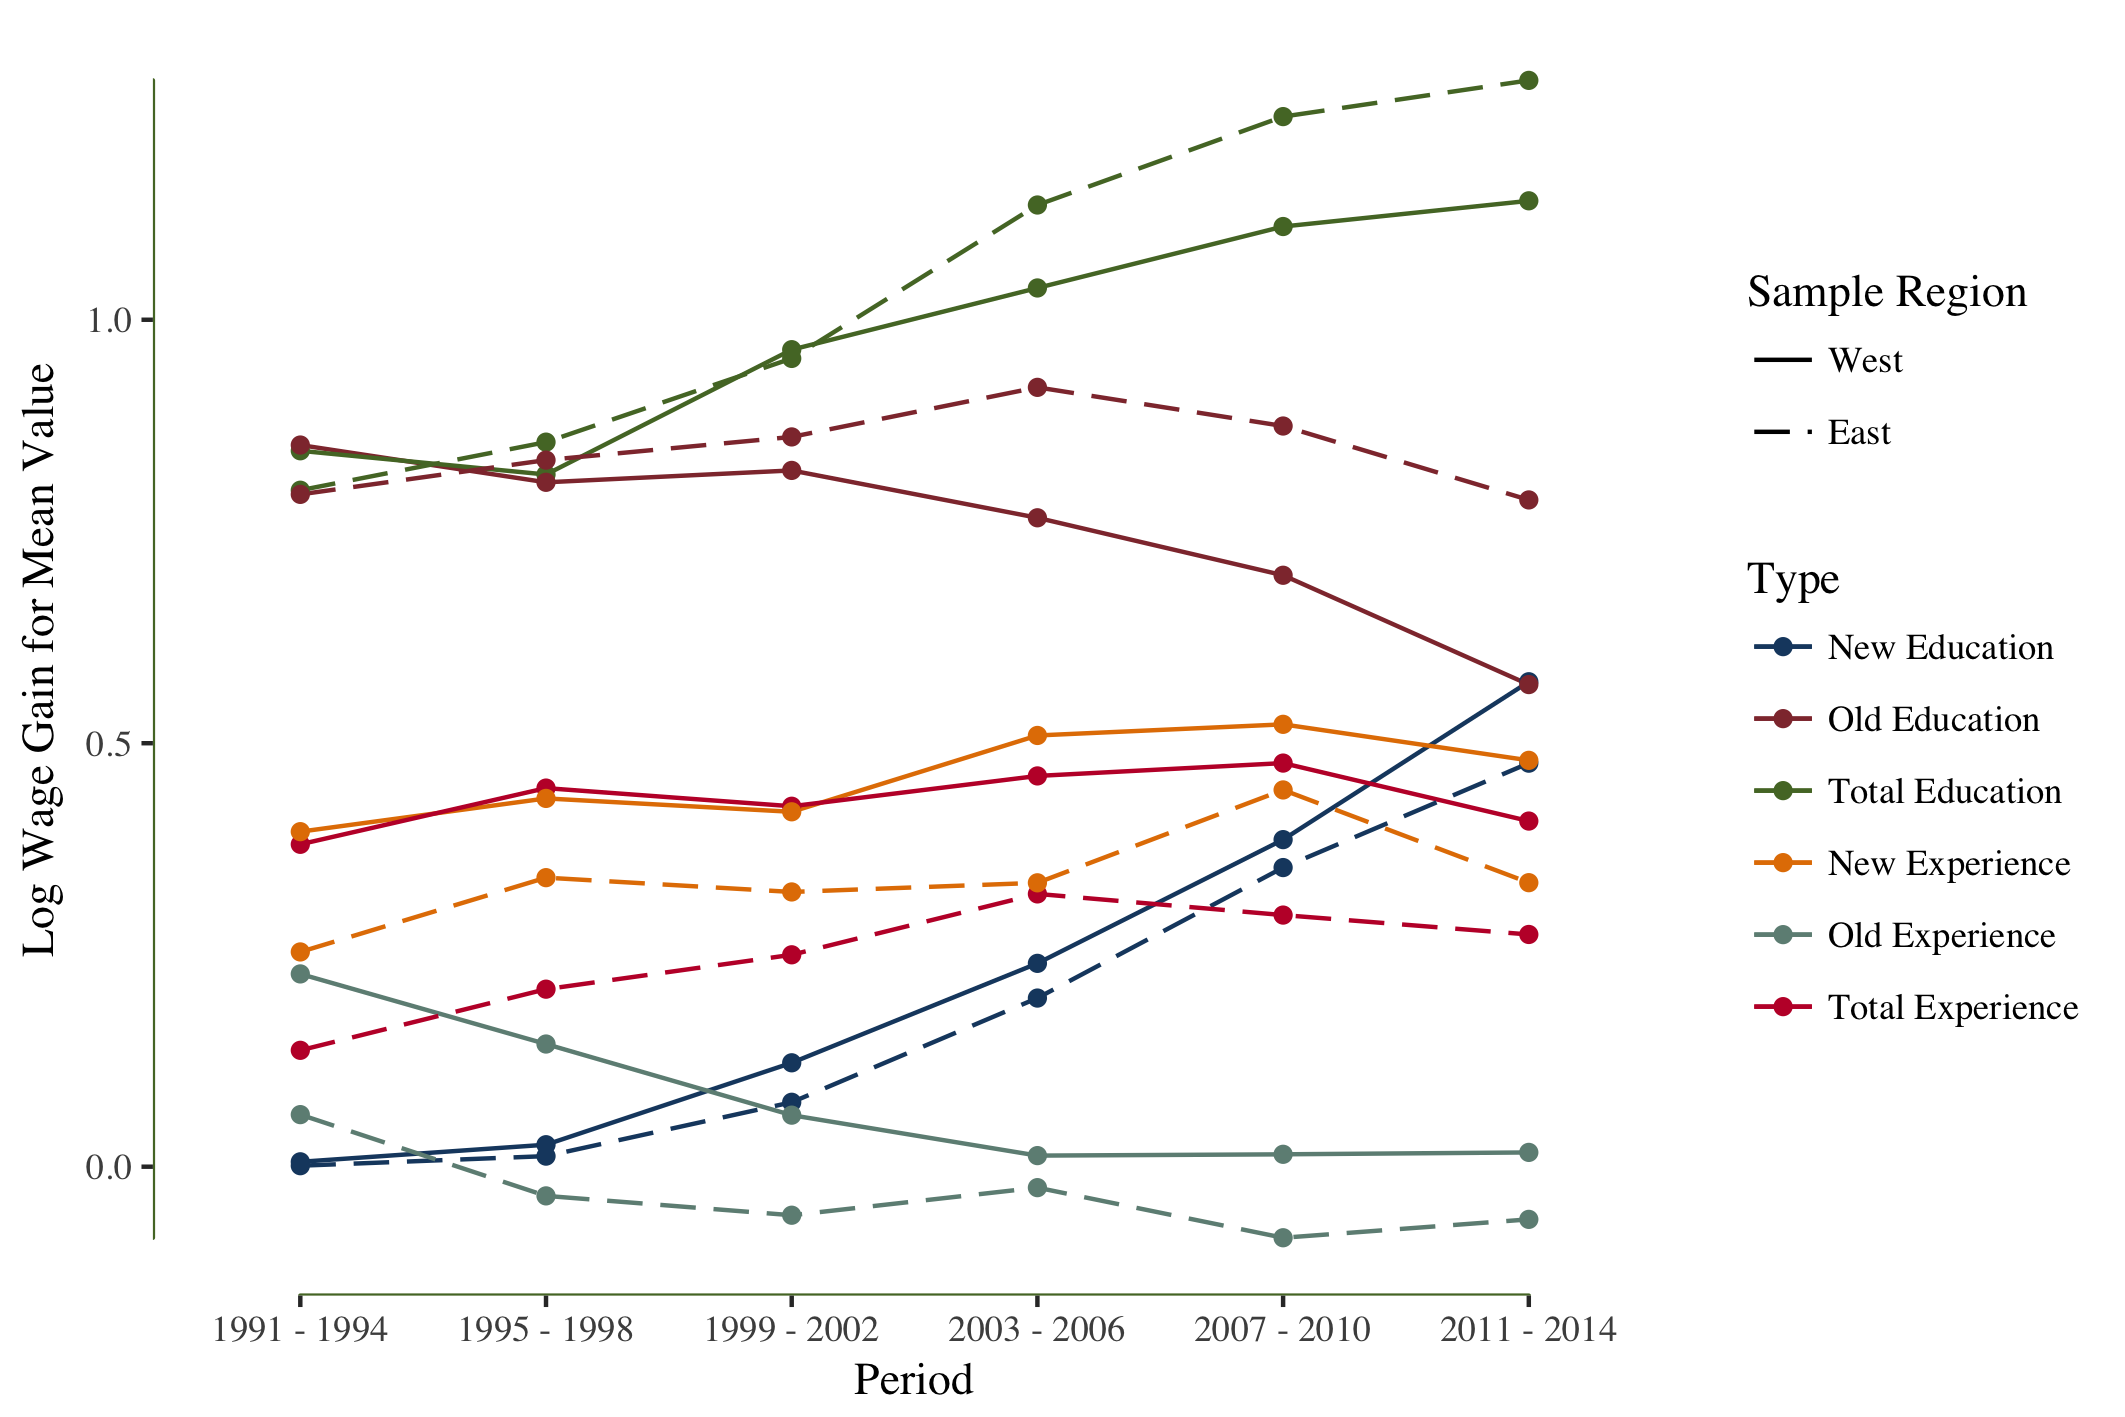 Log Wage Gain for Mean Value
1.0
0.5
0.0
1991 - 1994
1995 - 1998
1999 - 2002
2003 - 2006
2007 - 2010
2011 - 2014
Period
Sample Region
West
East
Type
New Education
Old Education
Total Education
New Experience
Old Experience
Total Experience